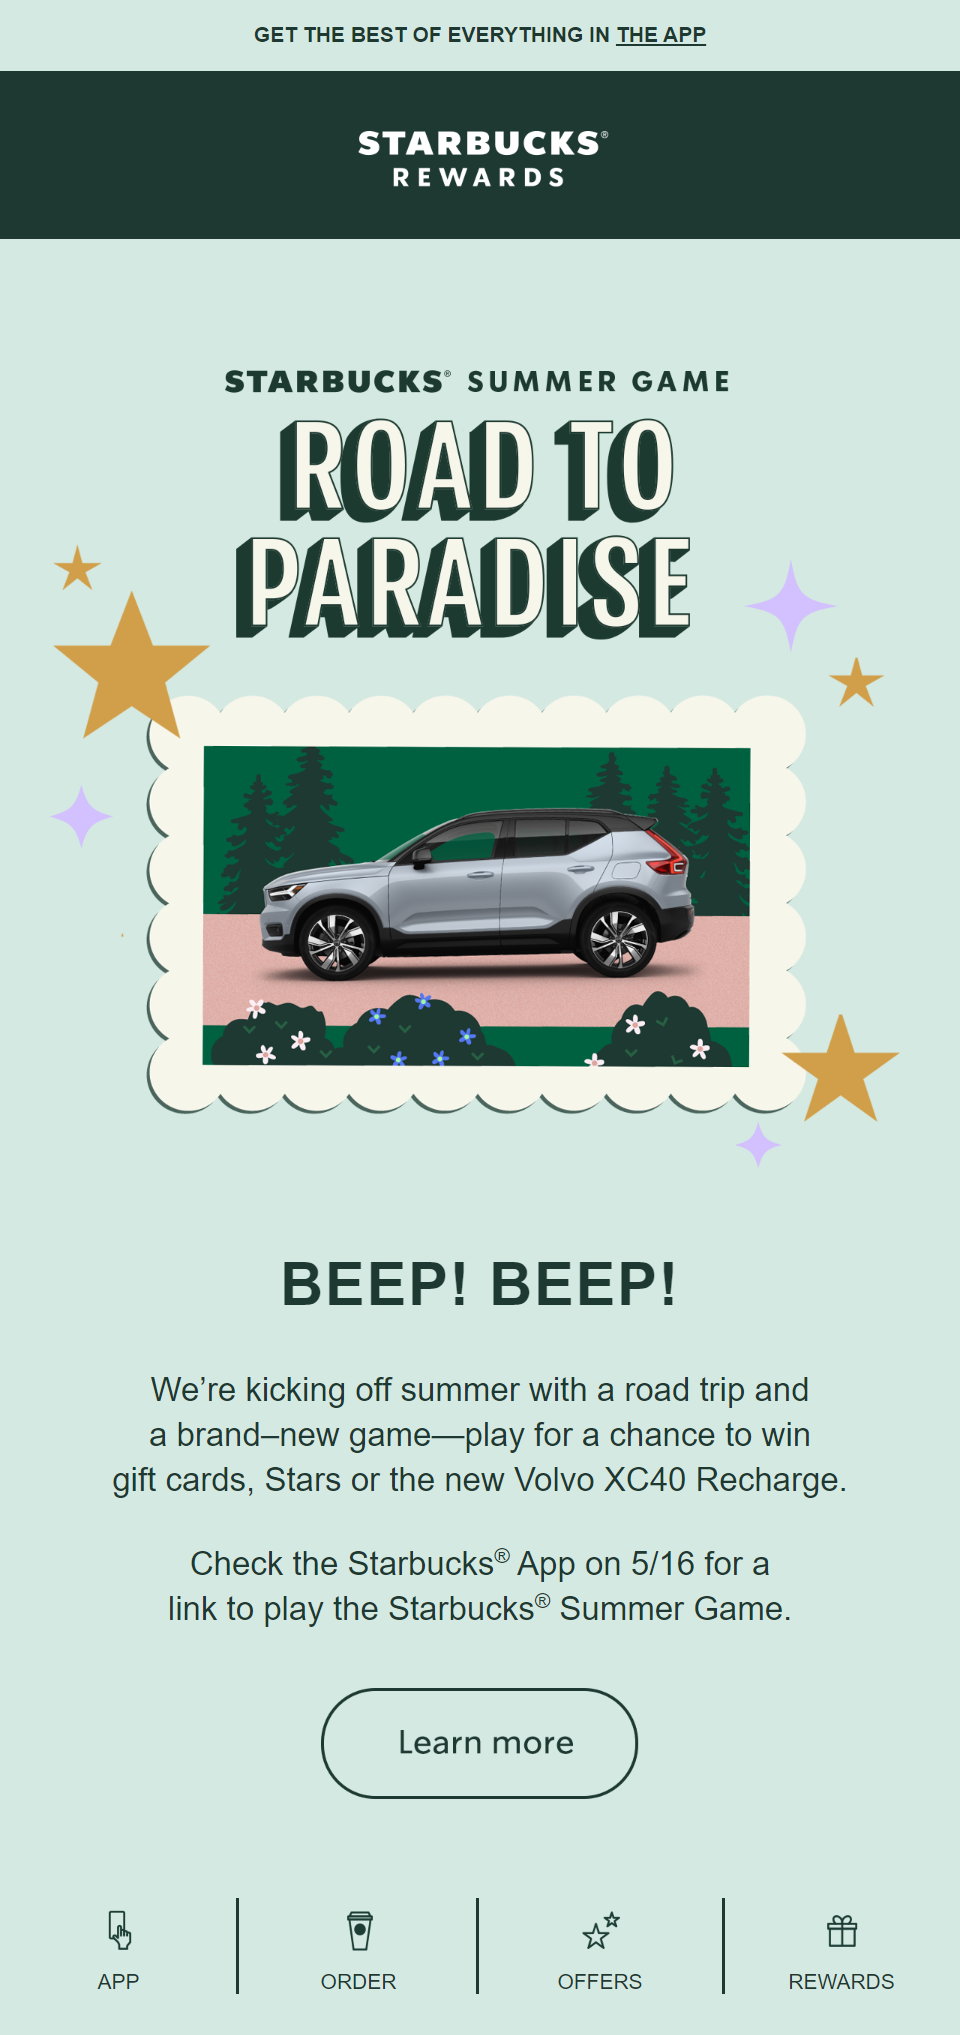 GET THE BEST OF EVERYTHING IN THE APP
STARBUCKS®
REWARDS
STARBUCKS® SUMMER GAME
ROAD TO
PARADISE
BEEP! BEEP!
We’re kicking off summer with a road trip and
a brand–new game—play for a chance to win
gift cards, Stars or the new Volvo XC40 Recharge.
Check the Starbucks® App on 5/16 for a
link to play the Starbucks® Summer Game.
Learn more
APP
ORDER
OFFERS
REWARDS